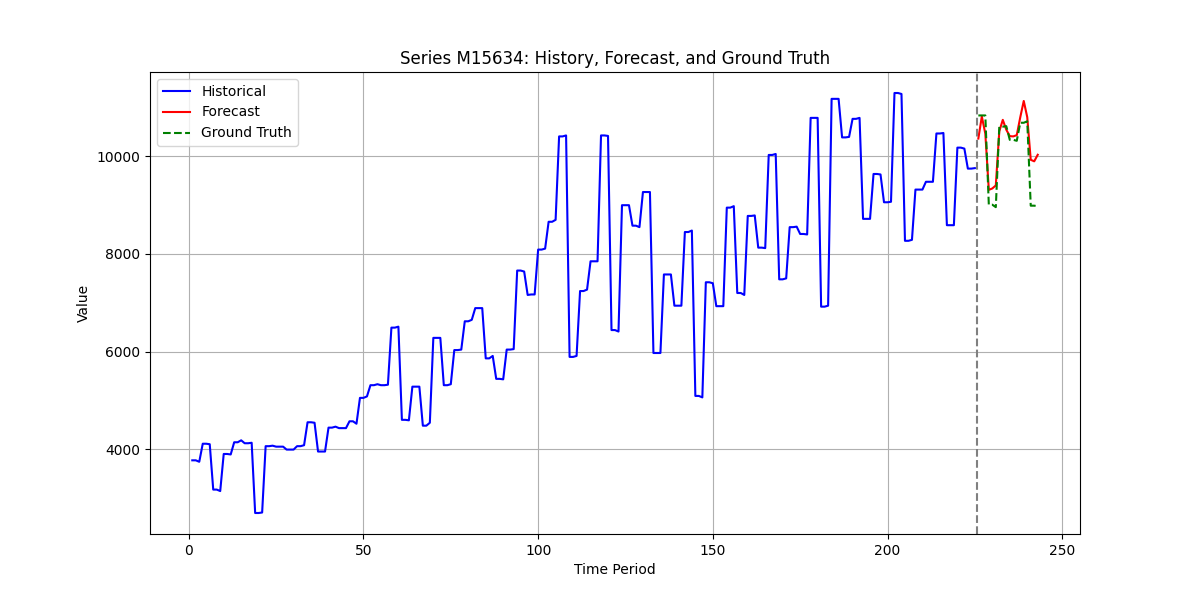 Series M15634: History, Forecast, and Ground Truth
Historical
Forecast
Ground Truth
10000
8000
6000
4000
Value
0 50 100 150 200 250
Time Period